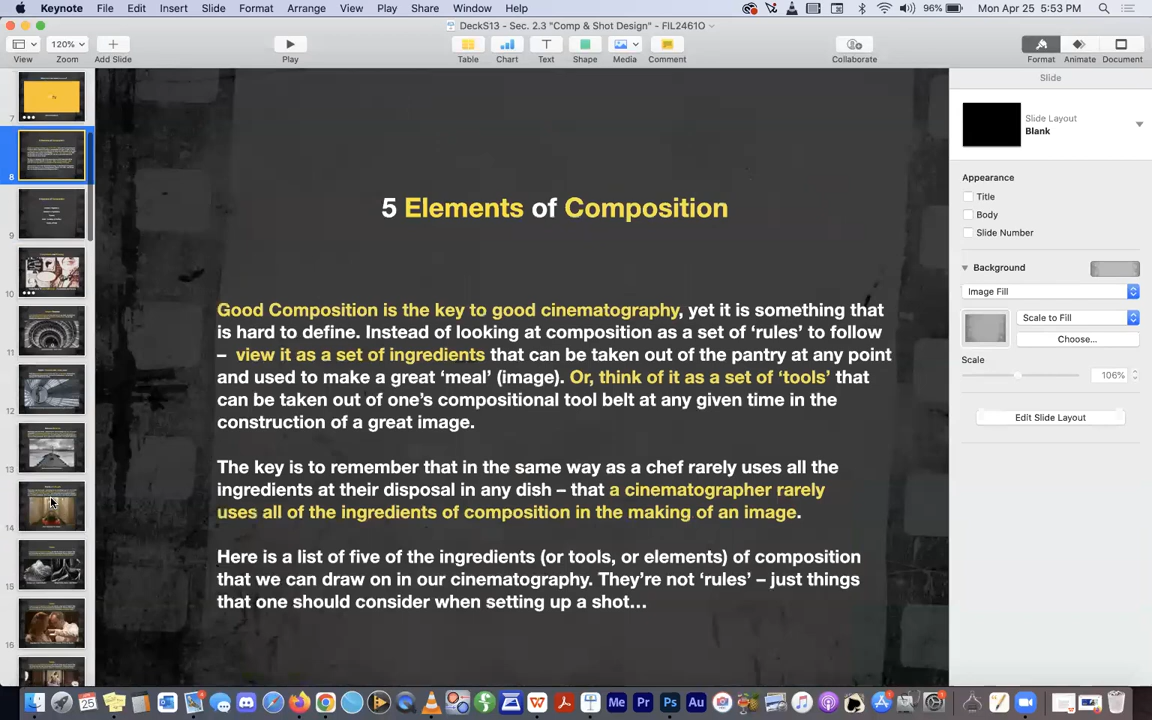 Keynote File Edit Insert Slide Format Arrange View Play Share Window Help 96% Mon Apr 25 5:53 PM
DeckS13 - Sec. 2.3 "Comp & Shot Design" - FIL2461O
120%
View Zoom Add Slide Play Table Chart Text Shape Media Comment Collaborate Format Animate Document
Slide
7
8
9
10
11
12
13
14
15
16
5 Elements of Composition
Good Composition is the key to good cinematography, yet it is something that
is hard to define. Instead of looking at composition as a set of ‘rules’ to follow
– view it as a set of ingredients that can be taken out of the pantry at any point
and used to make a great ‘meal’ (image). Or, think of it as a set of ‘tools’ that
can be taken out of one’s compositional tool belt at any given time in the
construction of a great image.
The key is to remember that in the same way as a chef rarely uses all the
ingredients at their disposal in any dish – that a cinematographer rarely
uses all of the ingredients of composition in the making of an image.
Here is a list of five of the ingredients (or tools, or elements) of composition
that we can draw on in our cinematography. They’re not ‘rules’ – just things
that one should consider when setting up a shot…
Slide Layout
Blank
Appearance
Title
Body
Slide Number
Background
Image Fill
Scale to Fill
Choose...
Scale
106%
Edit Slide Layout
25
W
Me
Pr
Ps
Au